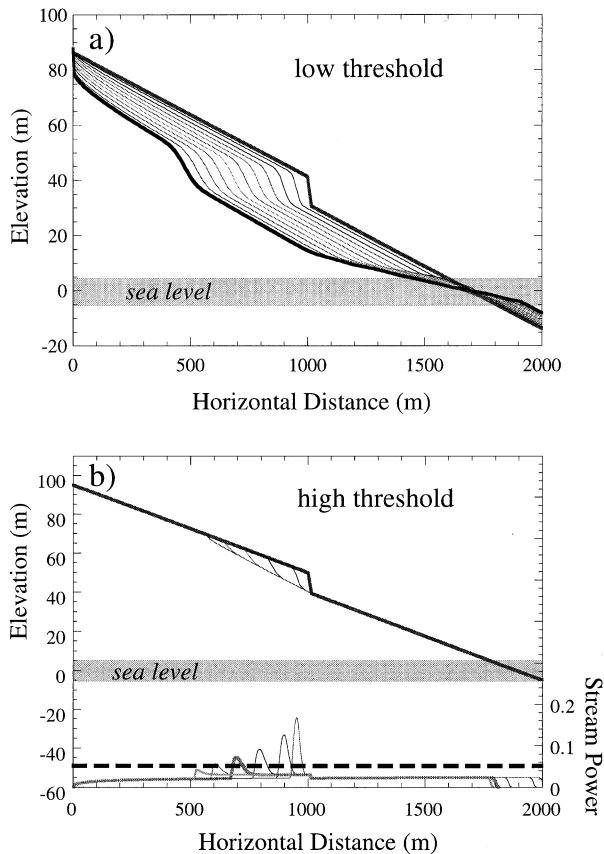 a)
low threshold
100
80
60
40
20
0
-20
Elevation (m)
sea level
0
500
1000
1500
2000
Horizontal Distance (m)
b)
high threshold
100
80
60
40
20
0
-20
-40
-60
Elevation (m)
sea level
0.2
0.1
0
Stream Power
0
500
1000
1500
2000
Horizontal Distance (m)